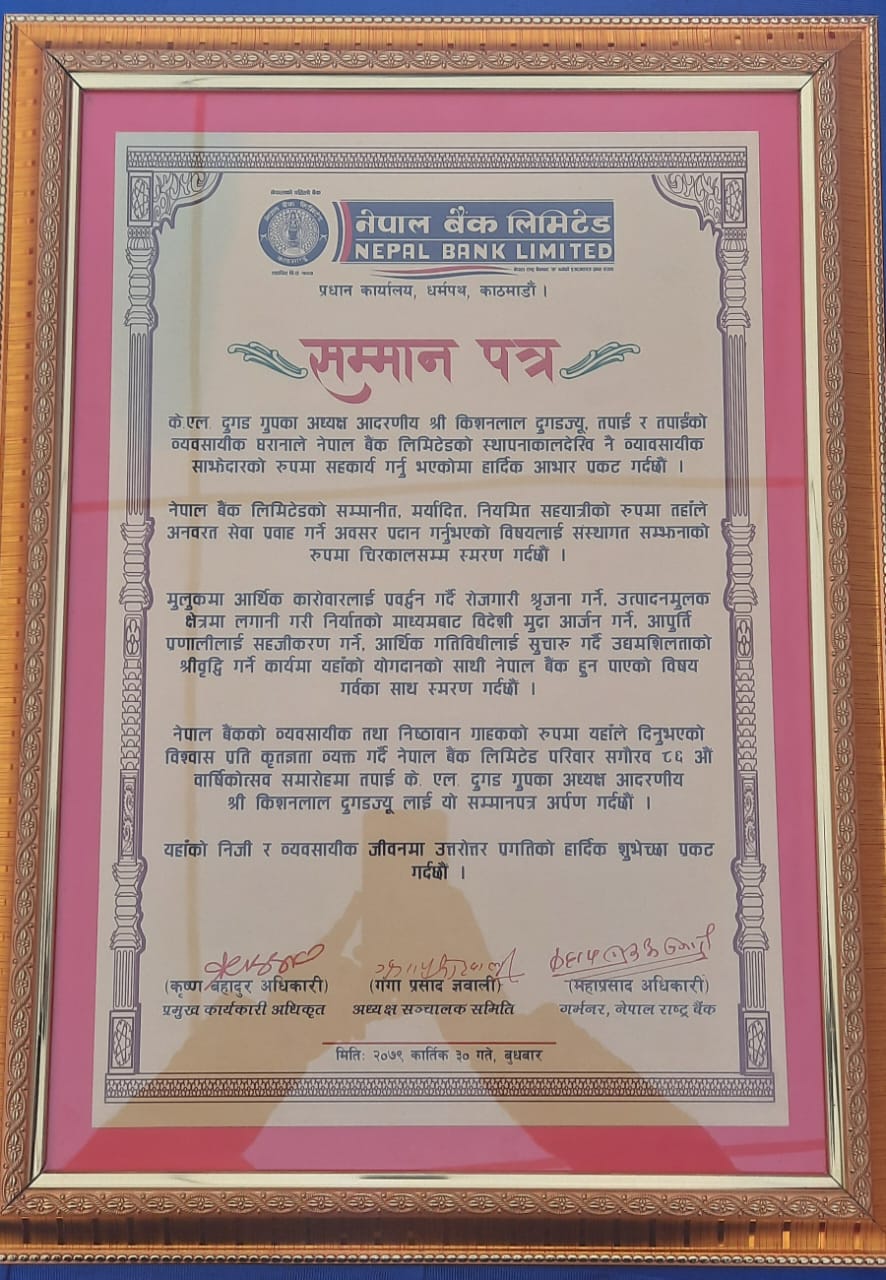 नेपालको पहिलो बैंक
नेपाल बैंक लिमिटेड
NEPAL BANK LIMITED
प्रधान कार्यालय, धर्मपथ, काठमाडौं ।
सम्मान पत्र
के.एल. दुगड ग्रुपका अध्यक्ष आदरणीय श्री किशनलाल दुगडज्यू, तपाई र तपाईको
व्यवसायीक घरानाले नेपाल बैंक लिमिटेडको स्थापनाकालदेखि नै व्यावसायीक
साझेदारको रुपमा सहकार्य गर्नु भएकोमा हार्दिक आभार प्रकट गर्दछौं ।
नेपाल बैंक लिमिटेडको सम्मानीत, मर्यादित, नियमित सहयात्रीको रुपमा तहाँले
अनवरत सेवा प्रवाह गर्ने अवसर प्रदान गर्नुभएको विषयलाई संस्थागत सम्झनाको
रुपमा चिरकालसम्म स्मरण गर्दछौं ।
मुलुकमा आर्थिक कारोवारलाई प्रवर्द्वन गर्दै रोजगारी श्रृजना गर्ने, उत्पादनमुलक
क्षेत्रमा लगानी गरी निर्यातको माध्यमबाट विदेशी मुद्रा आर्जन गर्ने, आपुर्ति
प्रणालीलाई सहजीकरण गर्ने, आर्थिक गतिविधीलाई सुचारु गर्दै उद्यमशिलताको
श्रीवृद्वि गर्ने कार्यमा यहाँको योगदानको साथी नेपाल बैंक हुन पाएको विषय
गर्वका साथ स्मरण गर्दछौं ।
नेपाल बैंकको व्यवसायीक तथा निष्ठावान ग्राहकको रुपमा यहाँले दिनुभएको
विश्वास प्रति कृतज्ञता व्यक्त गर्दै नेपाल बैंक लिमिटेड परिवार सगौरव ८६ औं
वार्षिकोत्सव समारोहमा तपाई के. एल. दुगड ग्रुपका अध्यक्ष आदरणीय
श्री किशनलाल दुगडज्यू लाई यो सम्मानपत्र अर्पण गर्दछौं ।
यहाँको निजी र व्यवसायीक जीवनमा उत्तरोत्तर प्रगतिको हार्दिक शुभेच्छा प्रकट
गर्दछौं ।
(कृष्ण बहादुर अधिकारी) (गंगा प्रसाद ज्ञवाली) (महाप्रसाद अधिकारी)
प्रमुख कार्यकारी अधिकृत अध्यक्ष सञ्चालक समिति गर्भनर, नेपाल राष्ट्र बैंक
मितिः २०७९ कार्तिक ३० गते, बुधबार